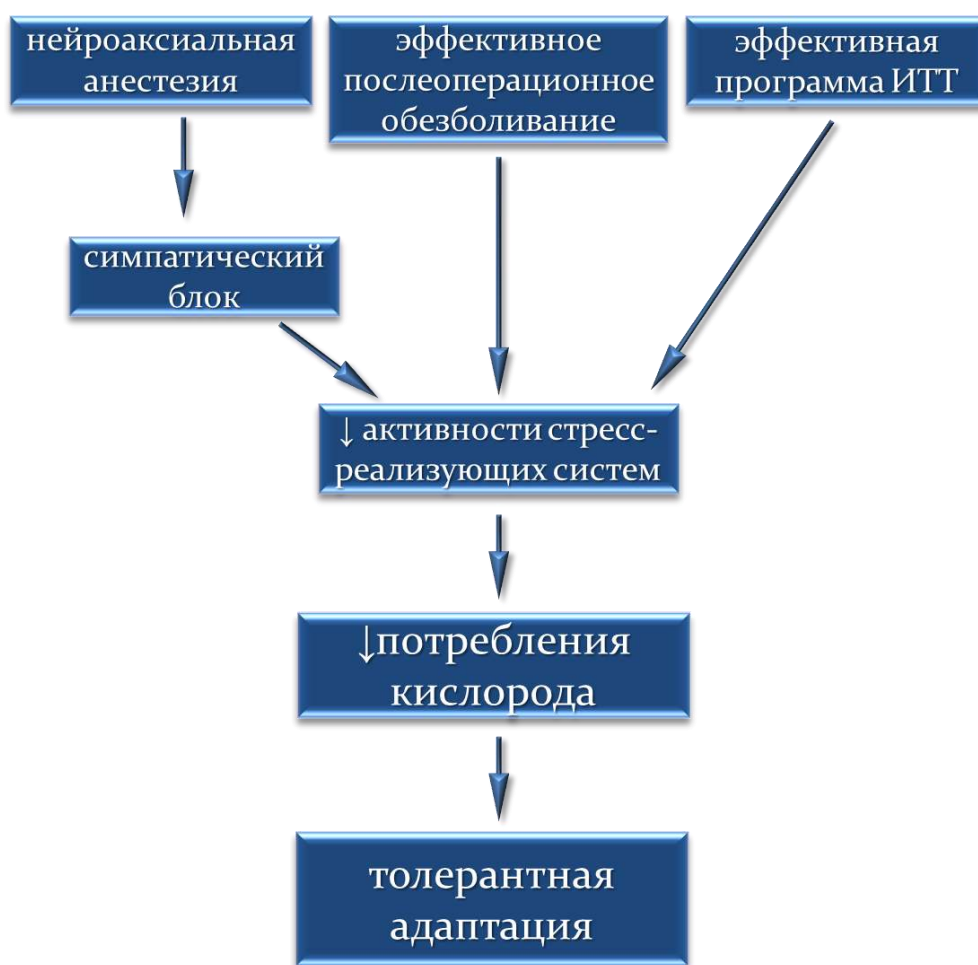 нейроаксиальная
анестезия
эффективное
послеоперационное
обезболивание
эффективная
программа ИТТ
симпатический
блок
↓ активности стресс-
реализующих систем
↓потребления
кислорода
толерантная
адаптация